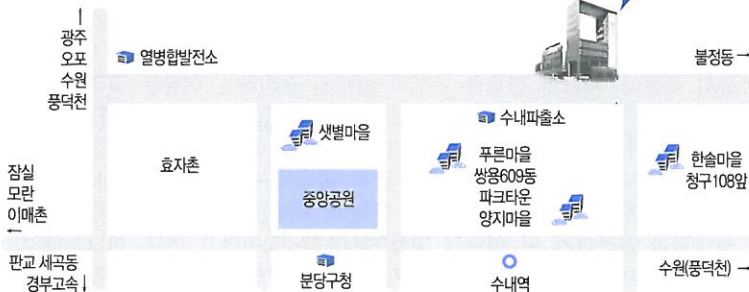 ↑
광주
오포
수원
풍덕천
열병합발전소
불정동 →
샛별마을
수내파출소
효자촌
푸른마을
쌍용609동
파크타운
양지마을
한솔마을
청구108앞
중앙공원
잠실
모란
이매촌
←
판교 세곡동
경부고속 ↓
분당구청
수내역
수원(풍덕천) →